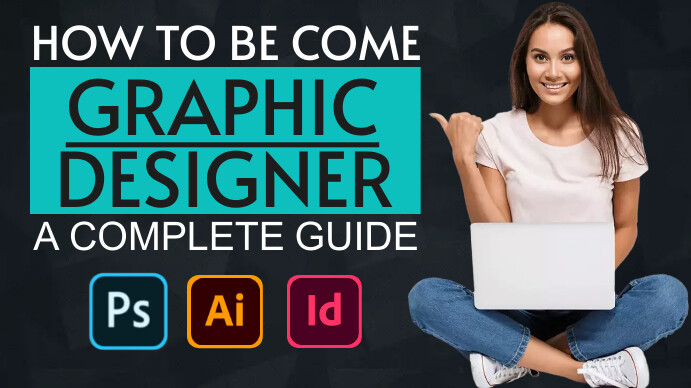 HOW TO BE COME
GRAPHIC
DESIGNER
A COMPLETE GUIDE
Ps Ai Id